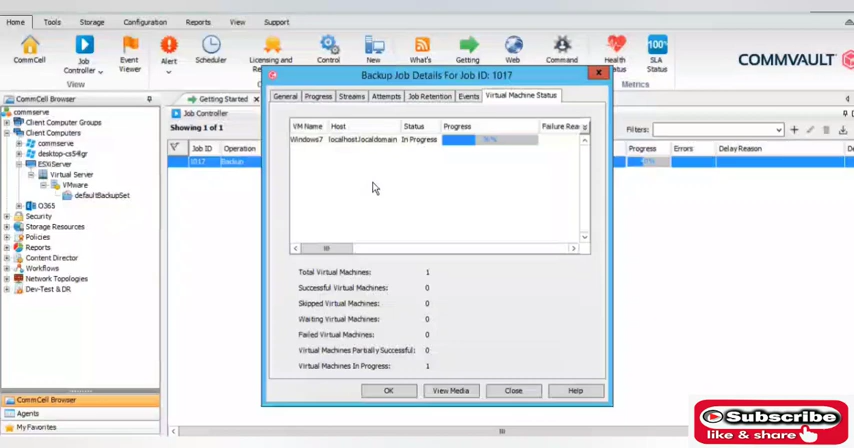 Home Tools Storage Configuration Reports View Support
CommCell Job Controller Event Viewer Alert Scheduler Licensing and Control New What's Getting Web Command Health SLA Status
View
Metrics
COMMVAULT
CommCell Browser
Getting Started
commserve
Client Computer Groups
Client Computers
commserve
ESXiServer
Virtual Server
VMware
defaultBackupSet
O365
Security
Storage Resources
Policies
Reports
Content Director
Workflows
Network Topologies
Dev-Test & DR
CommCell Browser
Agents
My Favorites
Job Controller
Showing 1 of 1
Filters:
Job ID Operation Progress Errors Delay Reason
1017 Backup
Backup Job Details For Job ID: 1017
General Progress Streams Attempts Job Retention Events Virtual Machine Status
VM Name Host Status Progress Failure Rea
Windows7 localhost.localdomain In Progress
Total Virtual Machines: 1
Successful Virtual Machines: 0
Skipped Virtual Machines: 0
Waiting Virtual Machines: 0
Failed Virtual Machines: 0
Virtual Machines Partially Successful: 0
Virtual Machines In Progress: 1
OK View Media Close Help
Subscribe
like & share